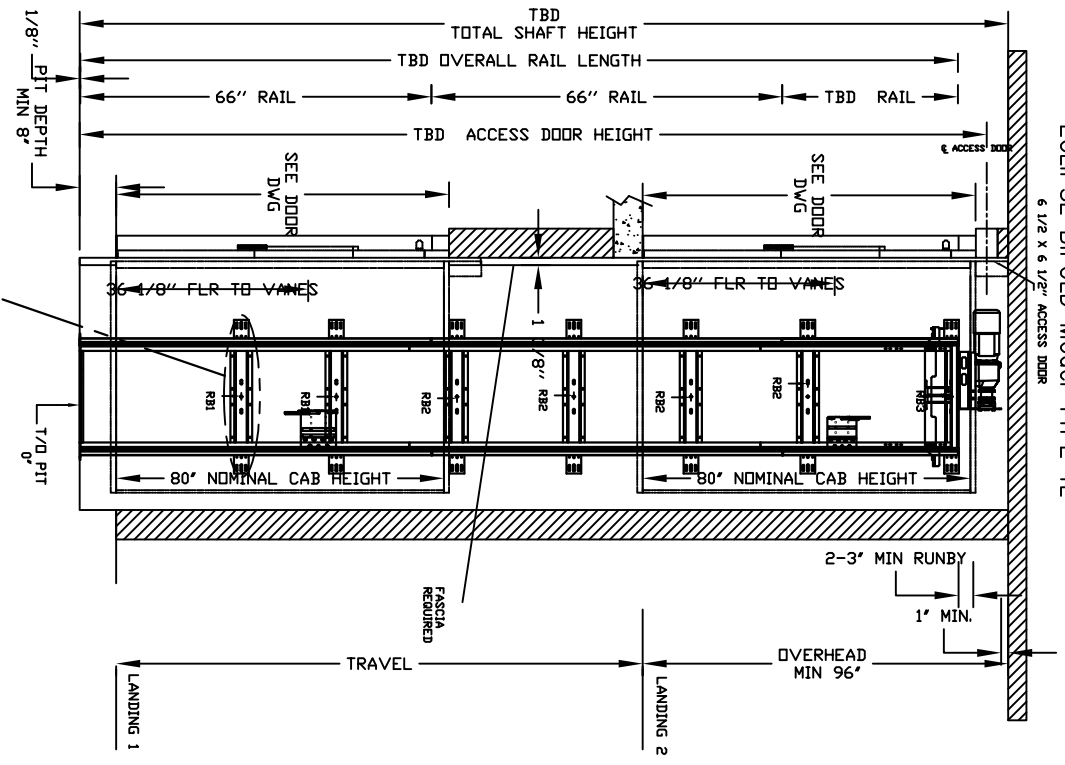 TBD
TOTAL SHAFT HEIGHT
TBD OVERALL RAIL LENGTH
66" RAIL
66" RAIL
TBD RAIL
TBD ACCESS DOOR HEIGHT
1/8"
PIT DEPTH
MIN 8"
SEE DOOR
DWG
SEE DOOR
DWG
℄ ACCESS DOOR
6 1/2 X 6 1/2" ACCESS DOOR
36 1/8" FLR TO VANES
36 1/8" FLR TO VANES
RB1
RB2
RB2
RB2
RB2
RB3
T/O PIT
0"
80" NOMINAL CAB HEIGHT
80" NOMINAL CAB HEIGHT
FASCIA
REQUIRED
2-3" MIN RUNBY
1" MIN.
TRAVEL
OVERHEAD
MIN 96"
LANDING 1
LANDING 2